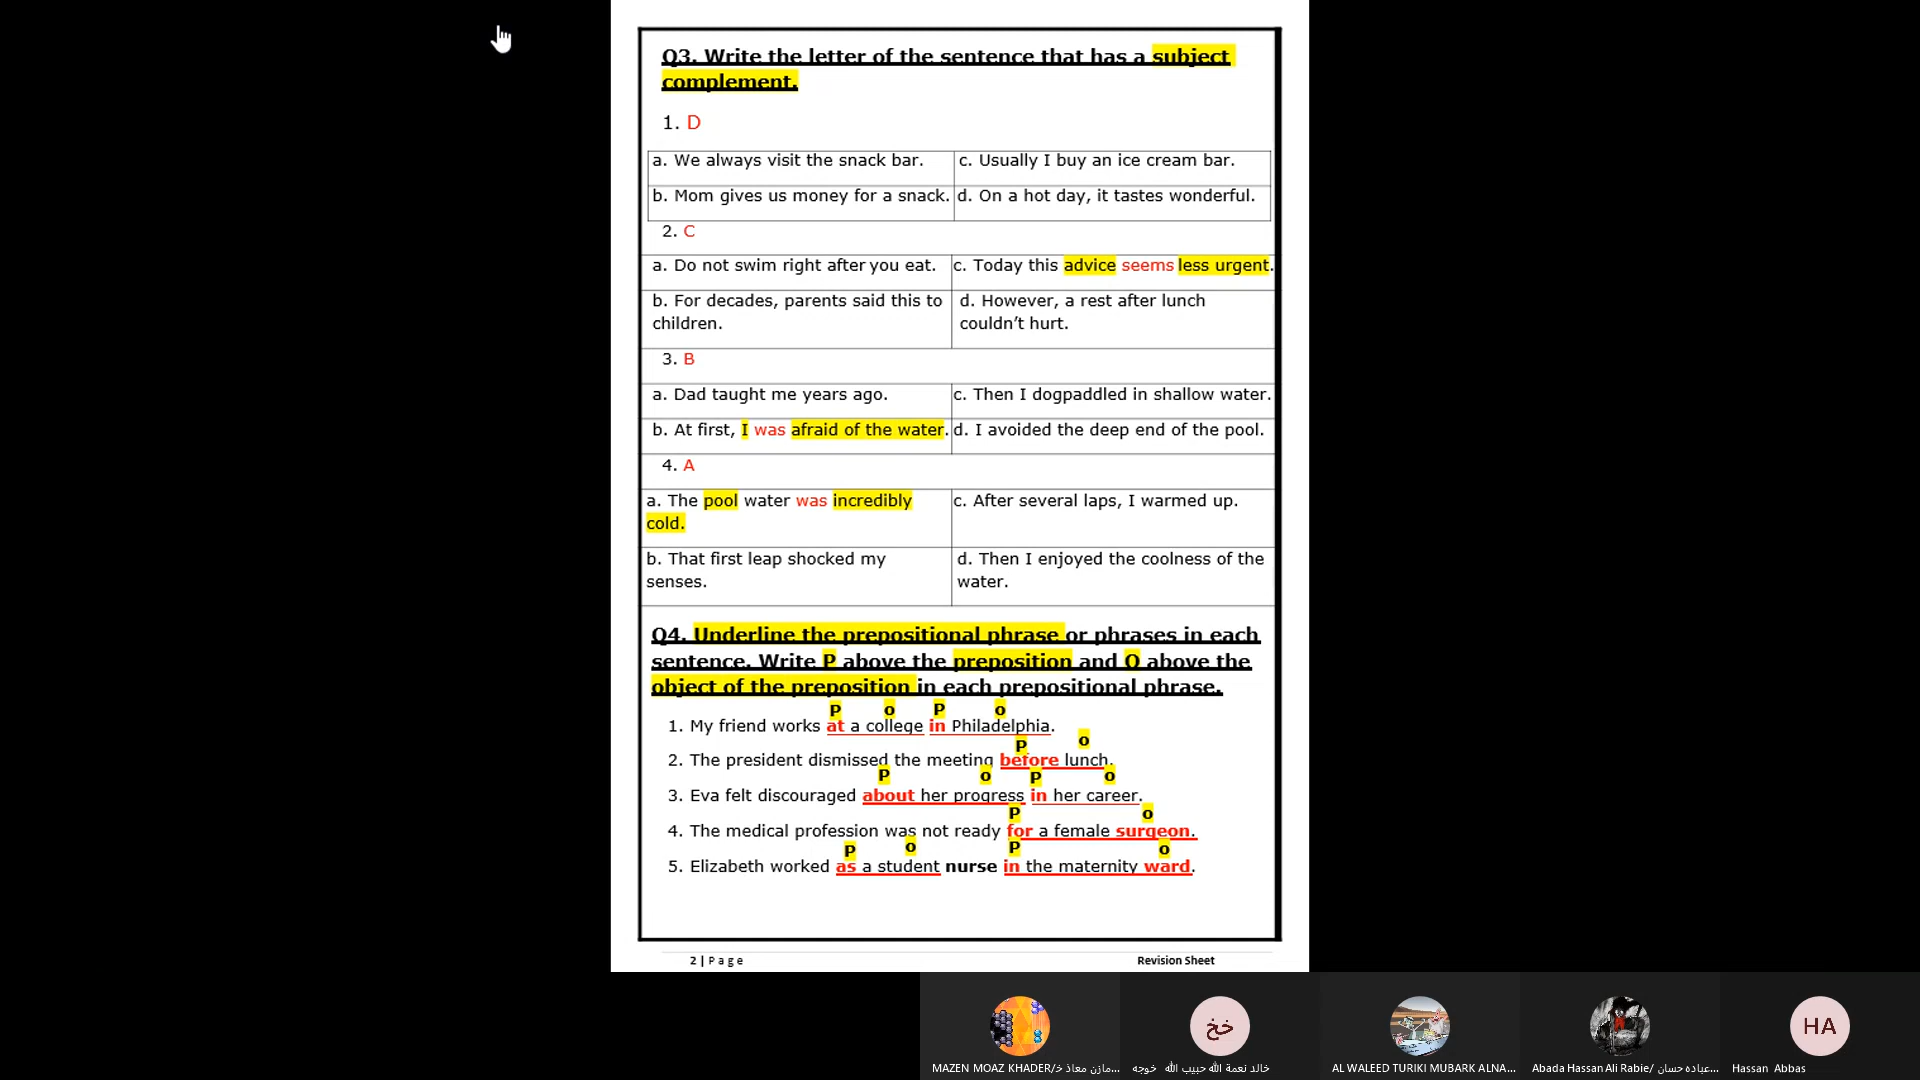 Q3. Write the letter of the sentence that has a subject
complement.
1. D
a. We always visit the snack bar.
c. Usually I buy an ice cream bar.
b. Mom gives us money for a snack.
d. On a hot day, it tastes wonderful.
2. C
a. Do not swim right after you eat.
c. Today this advice seems less urgent.
b. For decades, parents said this to
children.
d. However, a rest after lunch
couldn’t hurt.
3. B
a. Dad taught me years ago.
c. Then I dogpaddled in shallow water.
b. At first, I was afraid of the water.
d. I avoided the deep end of the pool.
4. A
a. The pool water was incredibly
cold.
c. After several laps, I warmed up.
b. That first leap shocked my
senses.
d. Then I enjoyed the coolness of the
water.
Q4. Underline the prepositional phrase or phrases in each
sentence. Write P above the preposition and O above the
object of the preposition in each prepositional phrase.
P o P o
1. My friend works at a college in Philadelphia.
P o
2. The president dismissed the meeting before lunch.
P o P o
3. Eva felt discouraged about her progress in her career.
P o
4. The medical profession was not ready for a female surgeon.
P o P o
5. Elizabeth worked as a student nurse in the maternity ward.
2 | Page
Revision Sheet
خخ
HA
MAZEN MOAZ KHADER/مازن معاذ خ...
خالد نعمة الله حبيب الله خوجه
AL WALEED TURIKI MUBARK ALNA...
Abada Hassan Ali Rabie/ عباده حسان...
Hassan Abbas